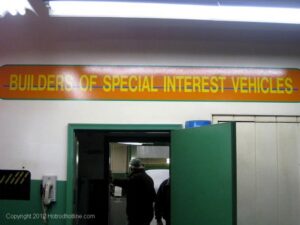 BUILDERS OF SPECIAL INTEREST VEHICLES
Copyright 2012 Hotrodhotline.com